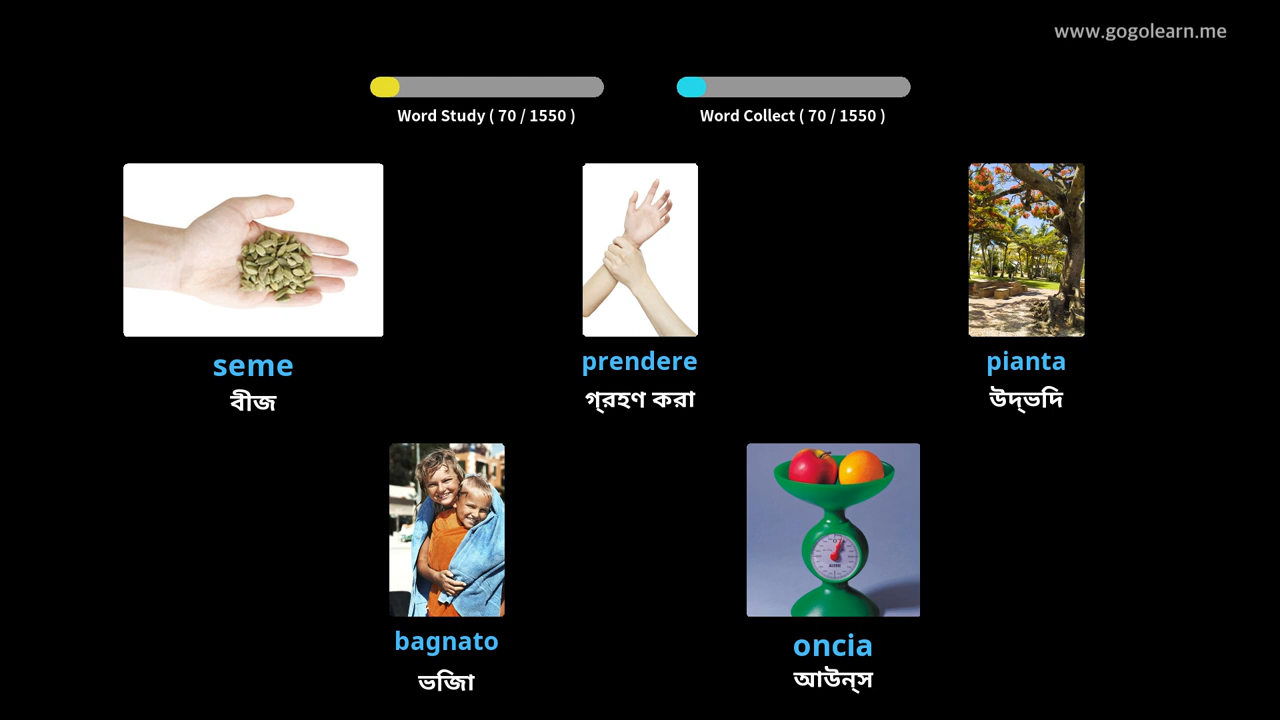 www.gogolearn.me
Word Study ( 70 / 1550 )
Word Collect ( 70 / 1550 )
seme
বীজ
prendere
গ্রহণ করা
pianta
উদ্ভিদ
bagnato
ভিজা
oncia
আউন্স